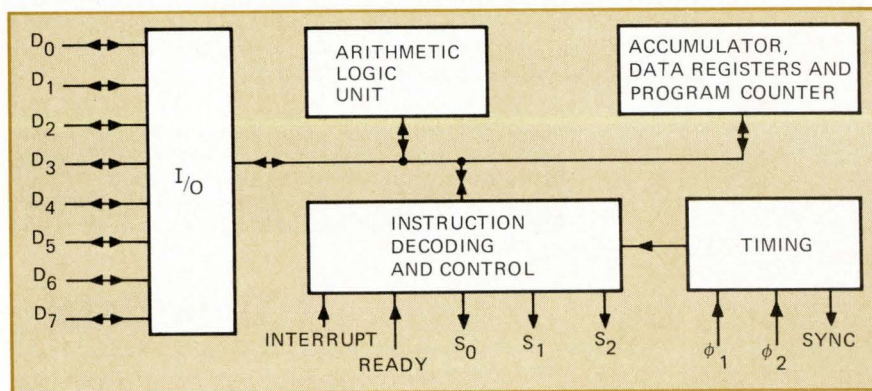 D0
D1
D2
D3
D4
D5
D6
D7
I/O
ARITHMETIC
LOGIC
UNIT
ACCUMULATOR,
DATA REGISTERS AND
PROGRAM COUNTER
INSTRUCTION
DECODING
AND CONTROL
TIMING
INTERRUPT
READY
S0
S1
S2
ϕ1
ϕ2
SYNC